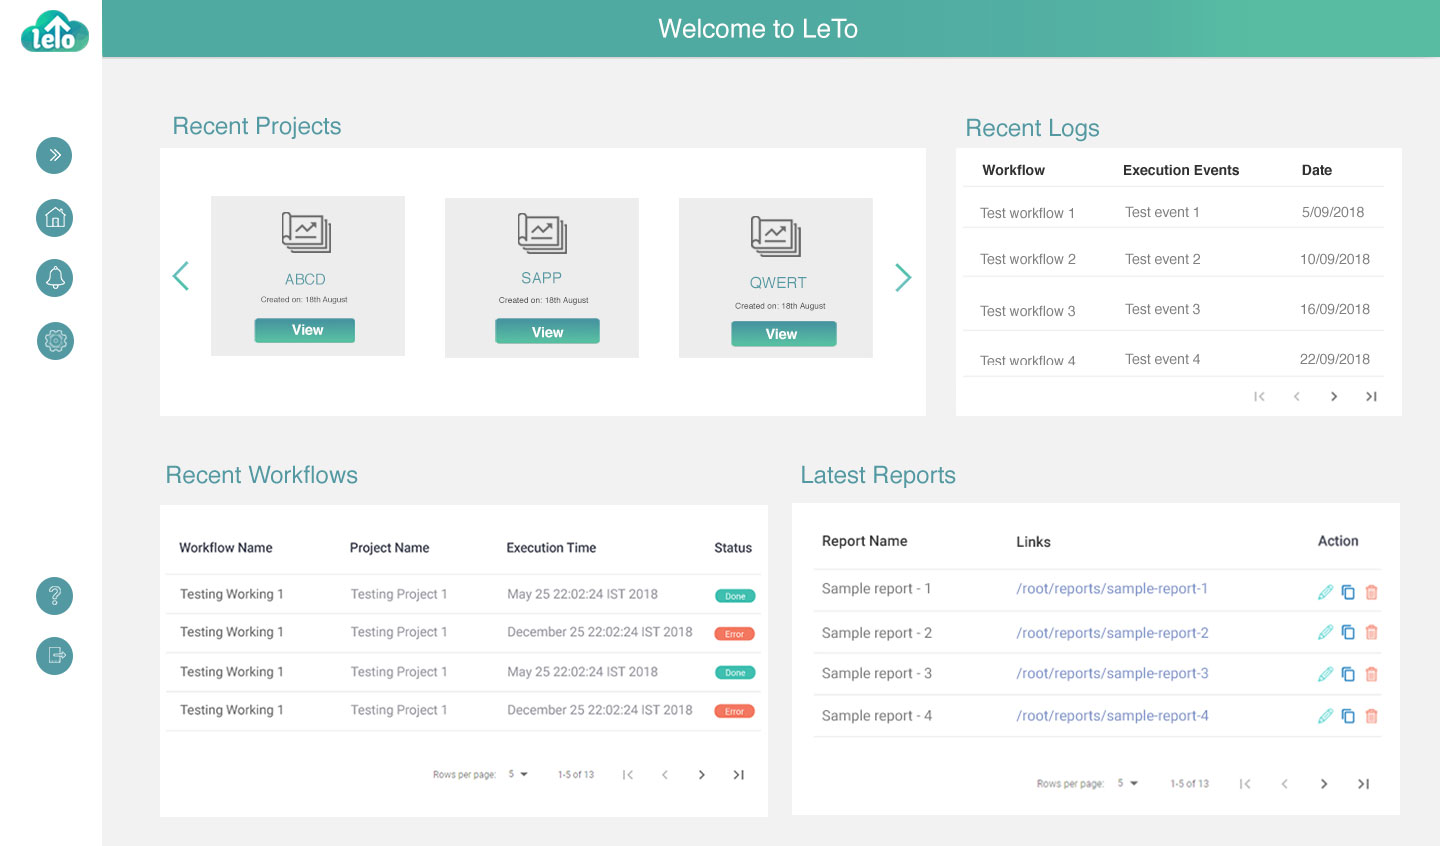 leTo
Welcome to LeTo
Recent Projects
ABCD
Created on: 18th August
View
SAPP
Created on: 18th August
View
QWERT
Created on: 18th August
View
Recent Logs
Workflow Execution Events Date
Test workflow 1 Test event 1 5/09/2018
Test workflow 2 Test event 2 10/09/2018
Test workflow 3 Test event 3 16/09/2018
Test workflow 4 Test event 4 22/09/2018
Recent Workflows
Workflow Name Project Name Execution Time Status
Testing Working 1 Testing Project 1 May 25 22:02:24 IST 2018 Done
Testing Working 1 Testing Project 1 December 25 22:02:24 IST 2018 Error
Testing Working 1 Testing Project 1 May 25 22:02:24 IST 2018 Done
Testing Working 1 Testing Project 1 December 25 22:02:24 IST 2018 Error
Rows per page: 5 1-5 of 13
Latest Reports
Report Name Links Action
Sample report - 1 /root/reports/sample-report-1
Sample report - 2 /root/reports/sample-report-2
Sample report - 3 /root/reports/sample-report-3
Sample report - 4 /root/reports/sample-report-4
Rows per page: 5 1-5 of 13